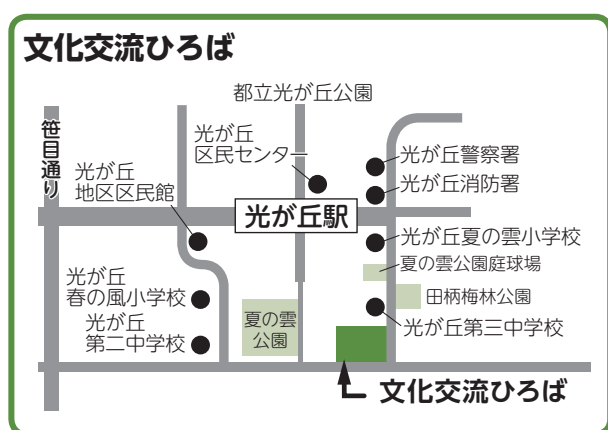 文化交流ひろば
都立光が丘公園
笹目通り
光が丘
区民センター
光が丘
地区区民館
光が丘警察署
光が丘消防署
光が丘駅
光が丘夏の雲小学校
夏の雲公園庭球場
田柄梅林公園
光が丘
春の風小学校
光が丘
第二中学校
夏の雲
公園
光が丘第三中学校
文化交流ひろば